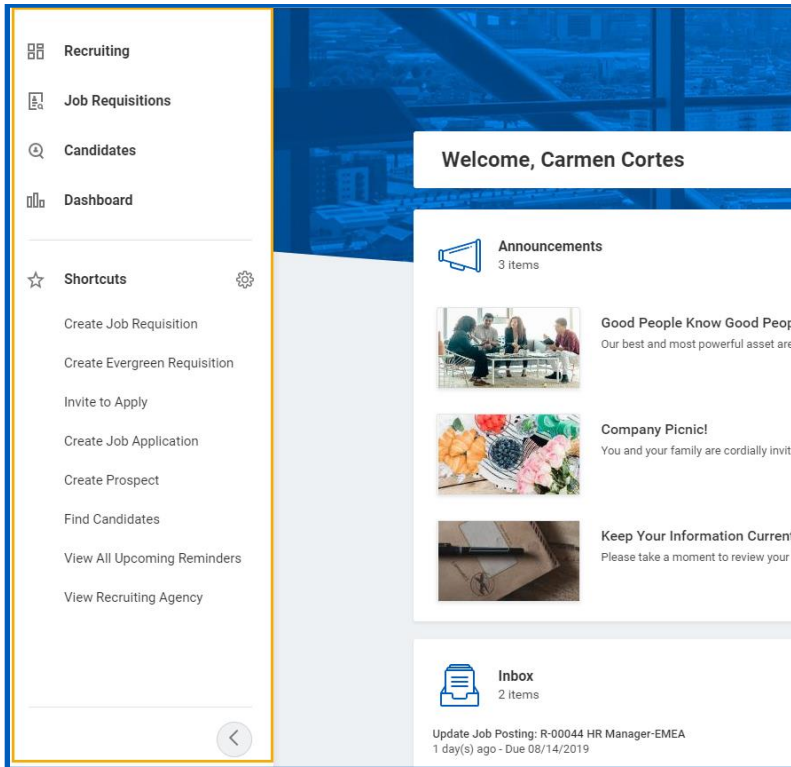 Recruiting
Job Requisitions
Candidates
Dashboard
Shortcuts
Create Job Requisition
Create Evergreen Requisition
Invite to Apply
Create Job Application
Create Prospect
Find Candidates
View All Upcoming Reminders
View Recruiting Agency
Welcome, Carmen Cortes
Announcements
3 items
Good People Know Good Peop
Our best and most powerful asset are
Company Picnic!
You and your family are cordially invit
Keep Your Information Current
Please take a moment to review your
Inbox
2 items
Update Job Posting: R-00044 HR Manager-EMEA
1 day(s) ago - Due 08/14/2019